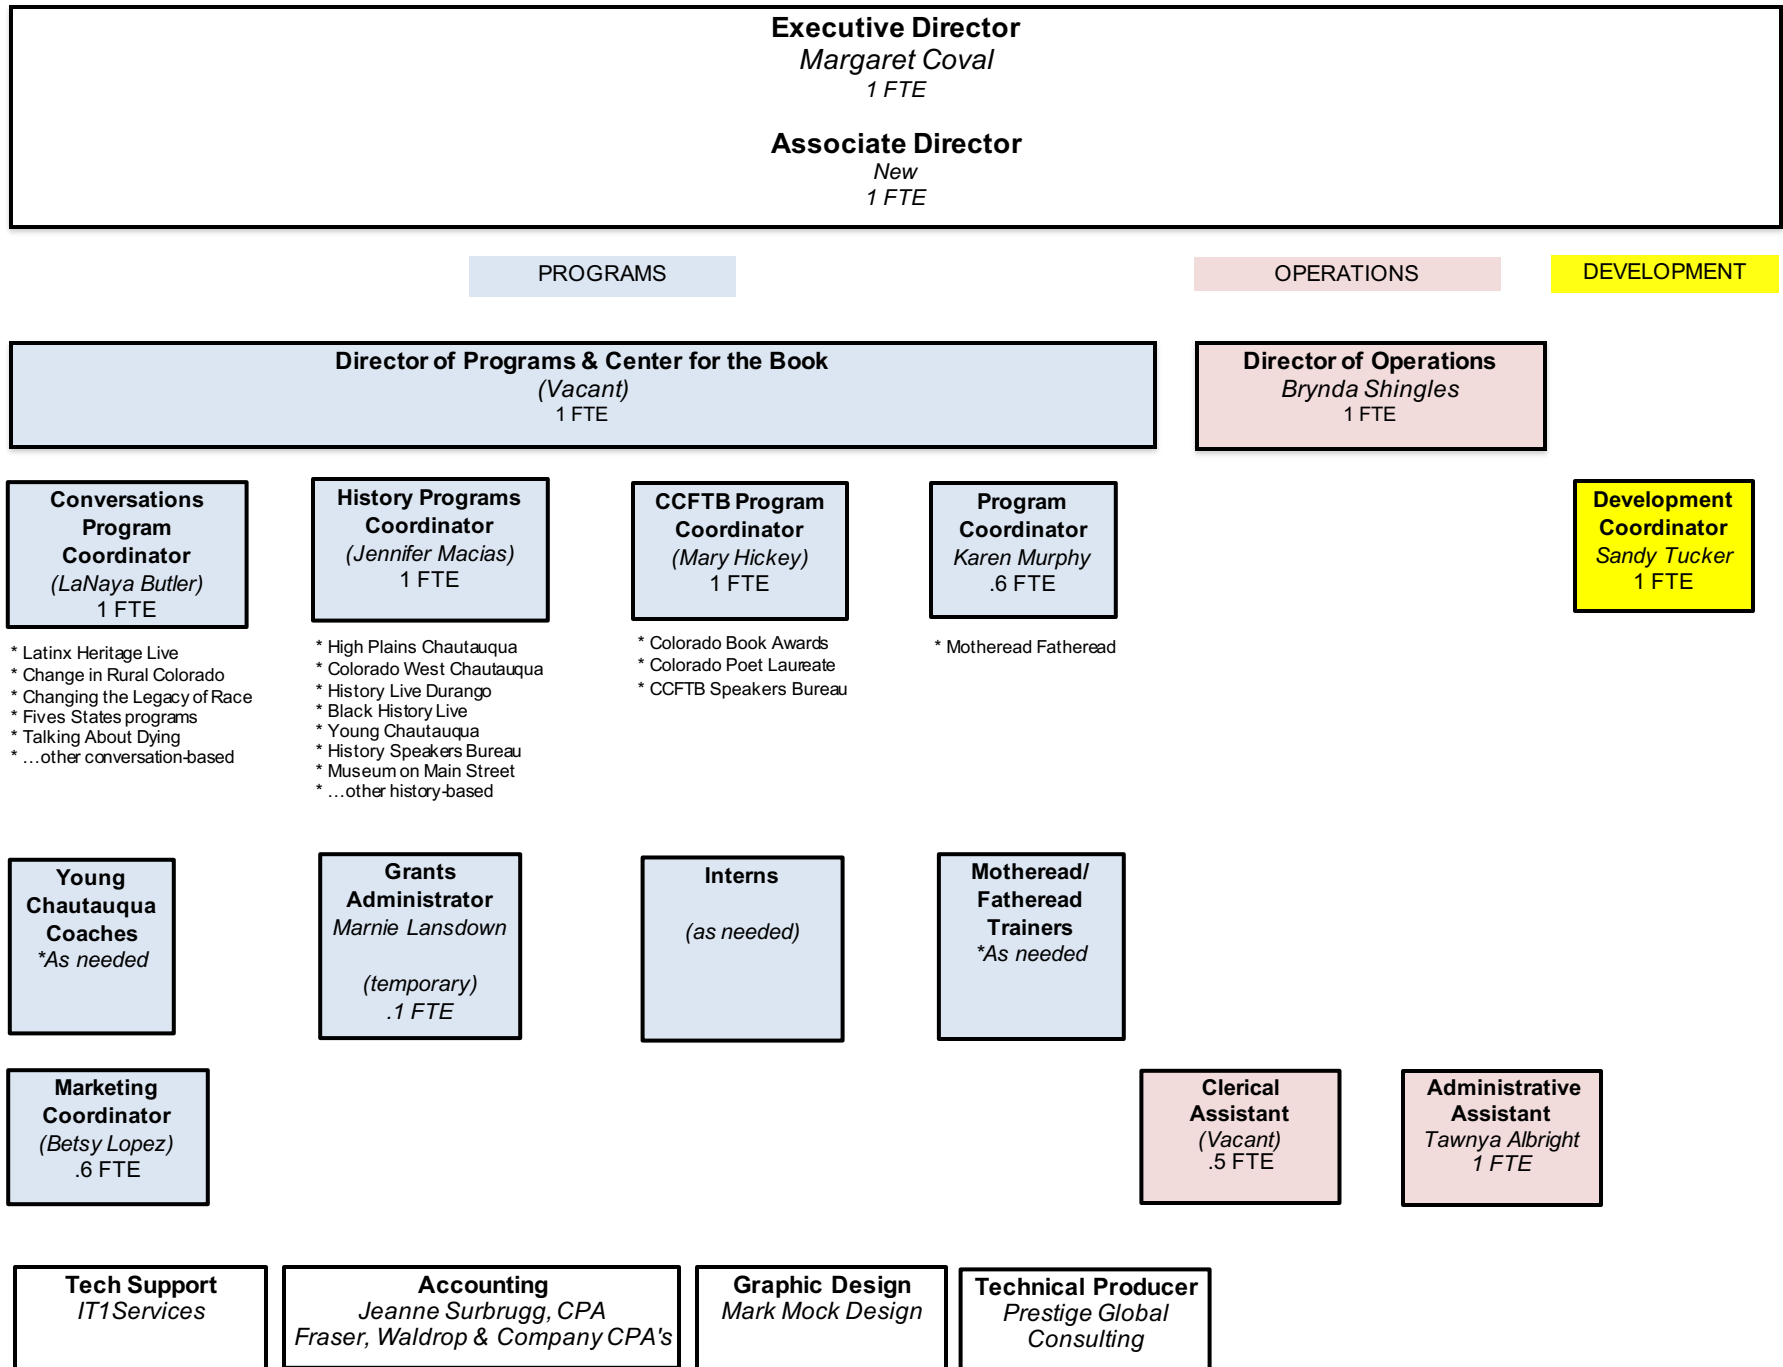 Executive Director
Margaret Coval
1 FTE
Associate Director
New
1 FTE
PROGRAMS
OPERATIONS
DEVELOPMENT
Director of Programs & Center for the Book
(Vacant)
1 FTE
Director of Operations
Brynda Shingles
1 FTE
Conversations
Program
Coordinator
(LaNaya Butler)
1 FTE
History Programs
Coordinator
(Jennifer Macias)
1 FTE
CCFTB Program
Coordinator
(Mary Hickey)
1 FTE
Program
Coordinator
Karen Murphy
.6 FTE
Development
Coordinator
Sandy Tucker
1 FTE
* Latinx Heritage Live
* Change in Rural Colorado
* Changing the Legacy of Race
* Fives States programs
* Talking About Dying
* …other conversation-based
* High Plains Chautauqua
* Colorado West Chautauqua
* History Live Durango
* Black History Live
* Young Chautauqua
* History Speakers Bureau
* Museum on Main Street
* …other history-based
* Colorado Book Awards
* Colorado Poet Laureate
* CCFTB Speakers Bureau
* Motheread Fatheread
Young
Chautauqua
Coaches
*As needed
Grants
Administrator
Marnie Lansdown
(temporary)
.1 FTE
Interns
(as needed)
Motheread/
Fatheread
Trainers
*As needed
Marketing
Coordinator
(Betsy Lopez)
.6 FTE
Clerical
Assistant
(Vacant)
.5 FTE
Administrative
Assistant
Tawnya Albright
1 FTE
Tech Support
IT1Services
Accounting
Jeanne Surbrugg, CPA
Fraser, Waldrop & Company CPA's
Graphic Design
Mark Mock Design
Technical Producer
Prestige Global
Consulting